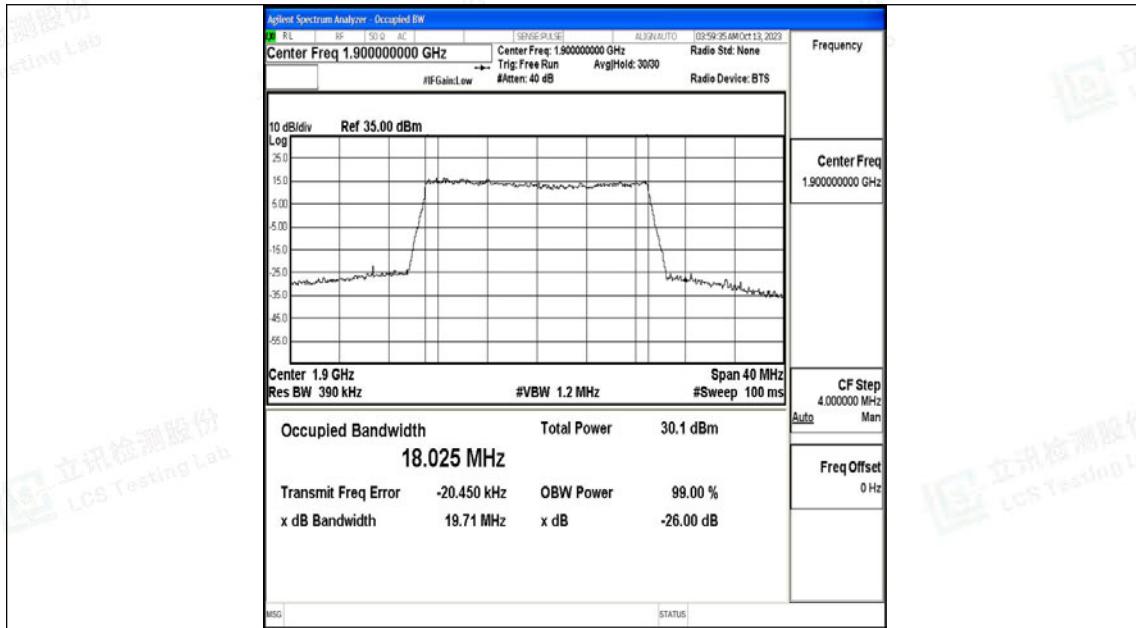 Agilent Spectrum Analyzer - Occupied BW
RL RF 50 Ω AC SENSE:PULSE ALIGNAUTO 03:59:35 AM Oct 13, 2023
Center Freq 1.900000000 GHz
Center Freq: 1.900000000 GHz
Radio Std: None
Trig: Free Run Avg|Hold: 30/30
#IFGain:Low
#Atten: 40 dB
Radio Device: BTS
10 dB/div Ref 35.00 dBm
Log
25.0
15.0
5.00
-5.00
-15.0
-25.0
-35.0
-45.0
-55.0
Center 1.9 GHz Span 40 MHz
Res BW 390 kHz #VBW 1.2 MHz #Sweep 100 ms
Occupied Bandwidth Total Power 30.1 dBm
18.025 MHz
Transmit Freq Error -20.450 kHz OBW Power 99.00 %
x dB Bandwidth 19.71 MHz x dB -26.00 dB
MSG STATUS
Frequency
Center Freq
1.900000000 GHz
CF Step
4.000000 MHz
Auto Man
Freq Offset
0 Hz
立讯检测股份
LCS Testing Lab
立讯检测股份
LCS Testing Lab